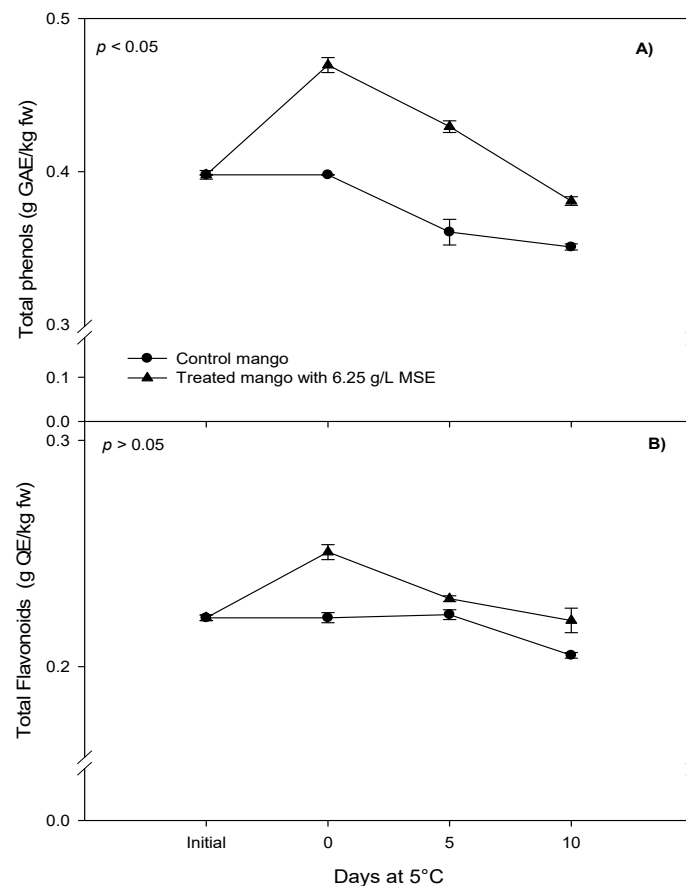 0.5
p < 0.05
A)
0.4
Total phenols (g GAE/kg fw)
0.3
Control mango
Treated mango with 6.25 g/L MSE
0.1
0.0
0.3
p > 0.05
B)
Total Flavonoids (g QE/kg fw)
0.2
0.0
Initial 0 5 10
Days at 5°C